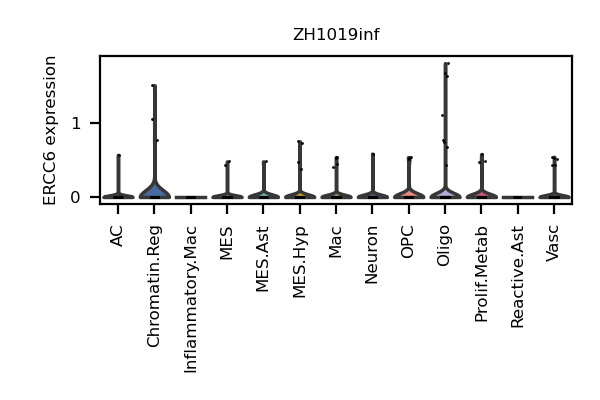 ZH1019inf
ERCC6 expression
1
0
AC
Chromatin.Reg
Inflammatory.Mac
MES
MES.Ast
MES.Hyp
Mac
Neuron
OPC
Oligo
Prolif.Metab
Reactive.Ast
Vasc